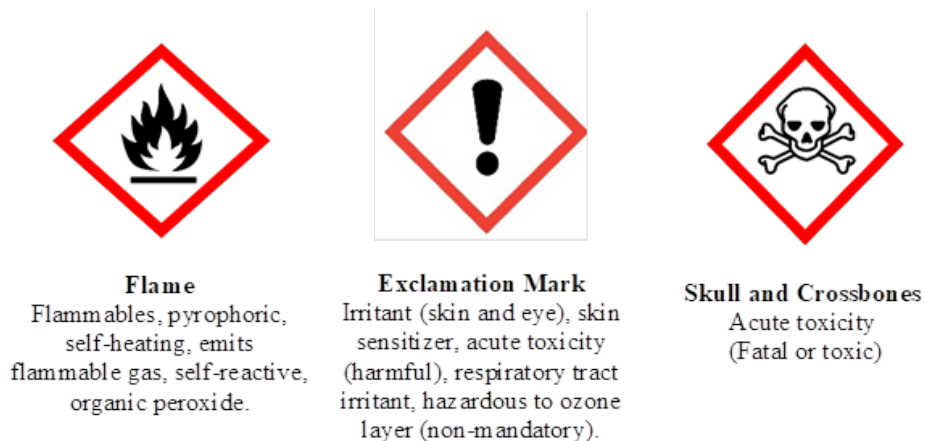 Flame
Flammables, pyrophoric,
self-heating, emits
flammable gas, self-reactive,
organic peroxide.
Exclamation Mark
Irritant (skin and eye), skin
sensitizer, acute toxicity
(harmful), respiratory tract
irritant, hazardous to ozone
layer (non-mandatory).
Skull and Crossbones
Acute toxicity
(Fatal or toxic)